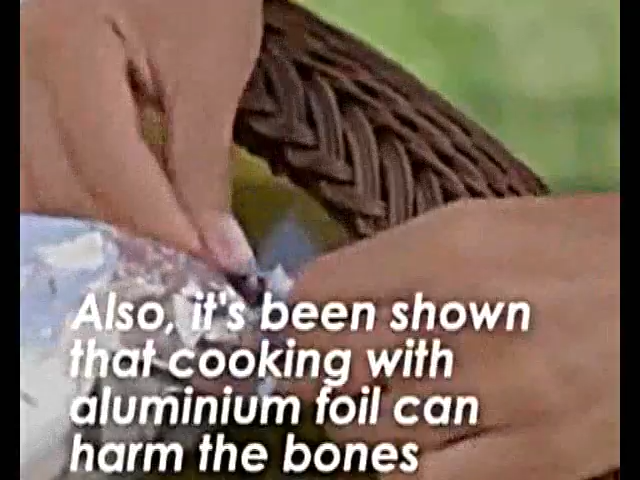 Also, it's been shown
that cooking with
aluminium foil can
harm the bones